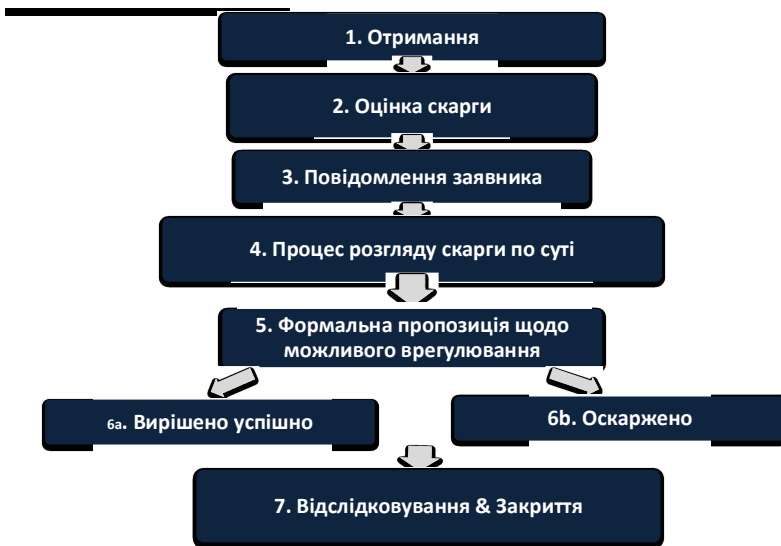 1. Отримання
2. Оцінка скарги
3. Повідомлення заявника
4. Процес розгляду скарги по суті
5. Формальна пропозиція щодо
можливого врегулювання
6a. Вирішено успішно
6b. Оскаржено
7. Відслідковування & Закриття